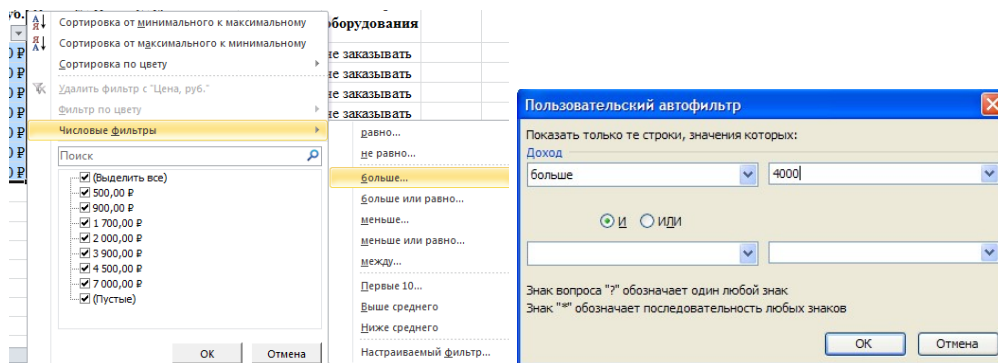 уб.
Сортировка от минимального к максимальному
Сортировка от максимального к минимальному
Сортировка по цвету
Удалить фильтр с "Цена, руб."
Фильтр по цвету
Числовые фильтры
Поиск
(Выделить все)
500,00 ₽
900,00 ₽
1 700,00 ₽
2 000,00 ₽
3 900,00 ₽
4 500,00 ₽
7 000,00 ₽
(Пустые)
ОК Отмена
оборудования
не заказывать
не заказывать
не заказывать
не заказывать
равно...
не равно...
больше...
больше или равно...
меньше...
меньше или равно...
между...
Первые 10...
Выше среднего
Ниже среднего
Настраиваемый фильтр...
Пользовательский автофильтр
Показать только те строки, значения которых:
Доход
больше 4000
И ИЛИ
Знак вопроса "?" обозначает один любой знак
Знак "*" обозначает последовательность любых знаков
ОК Отмена